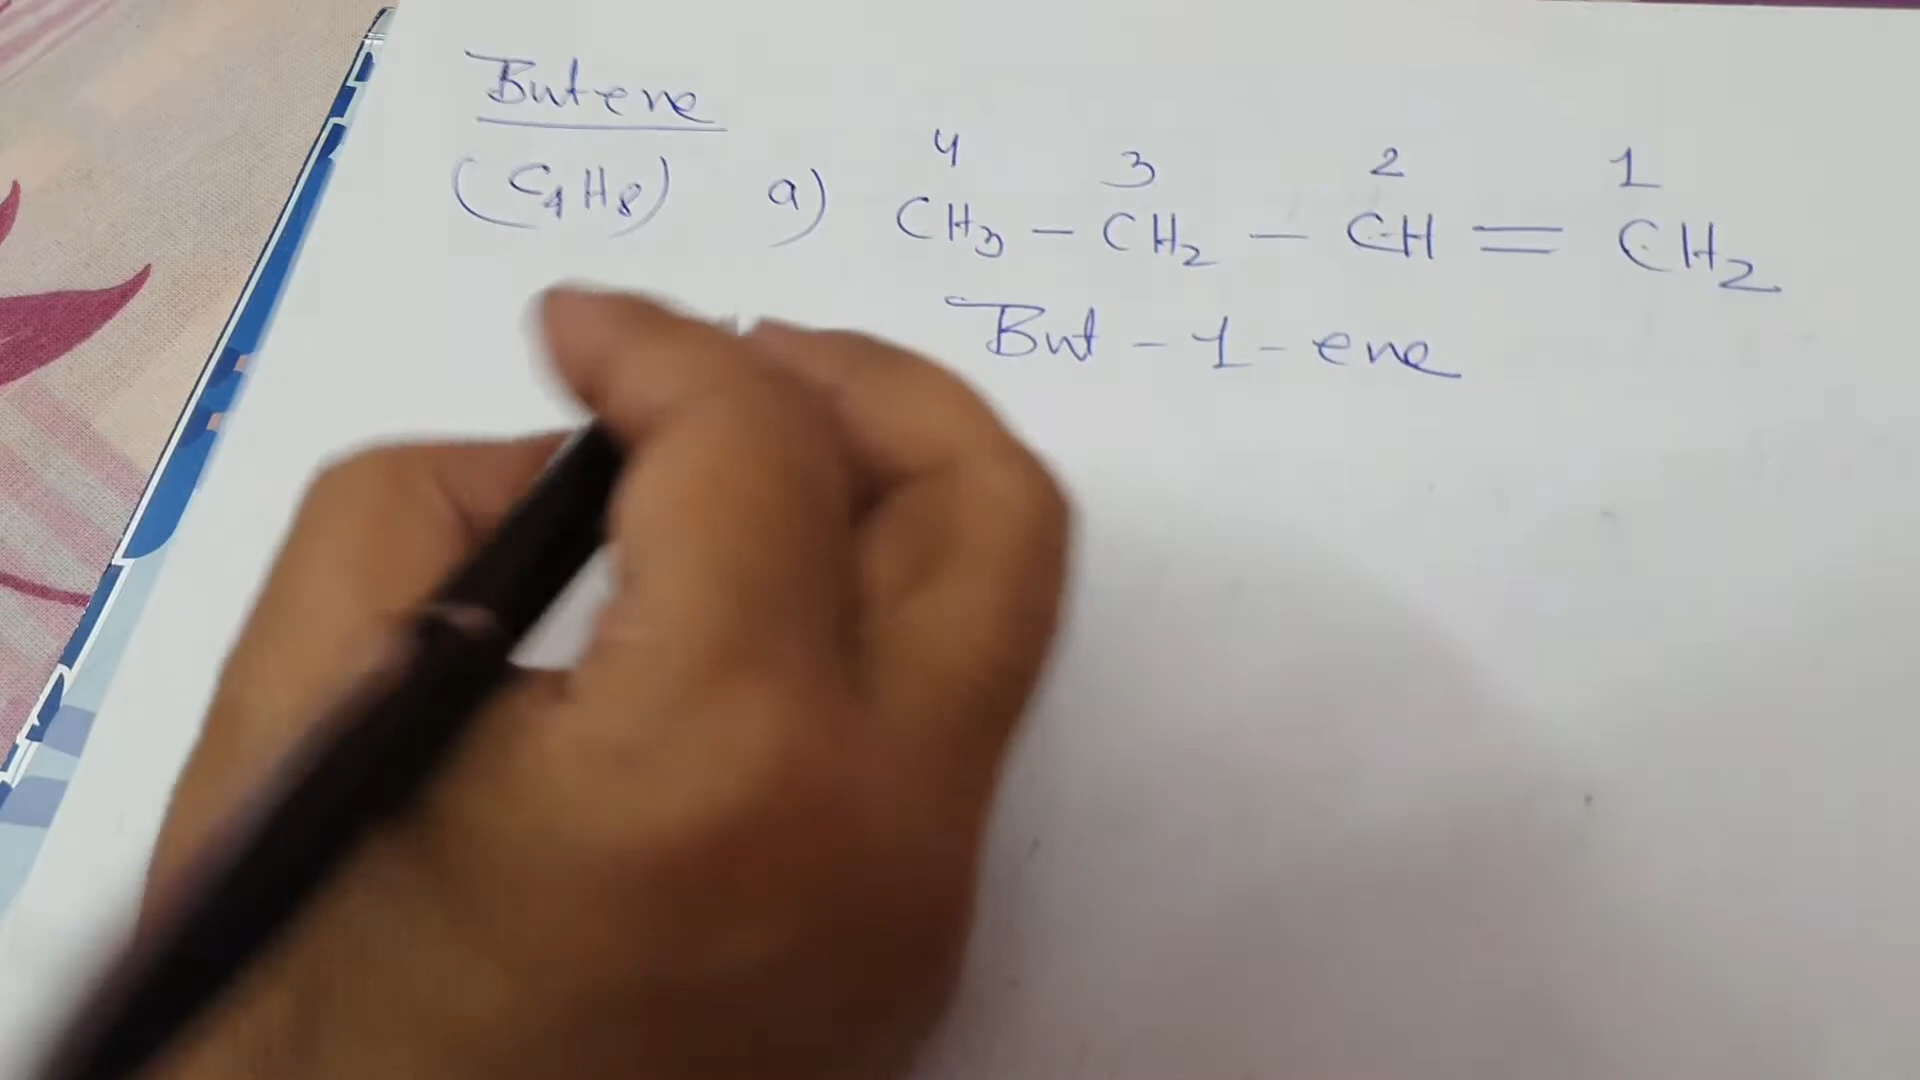 Butene
(C4H8) a) CH3 - CH2 - CH = CH2
4 3 2 1
But - 1 - ene